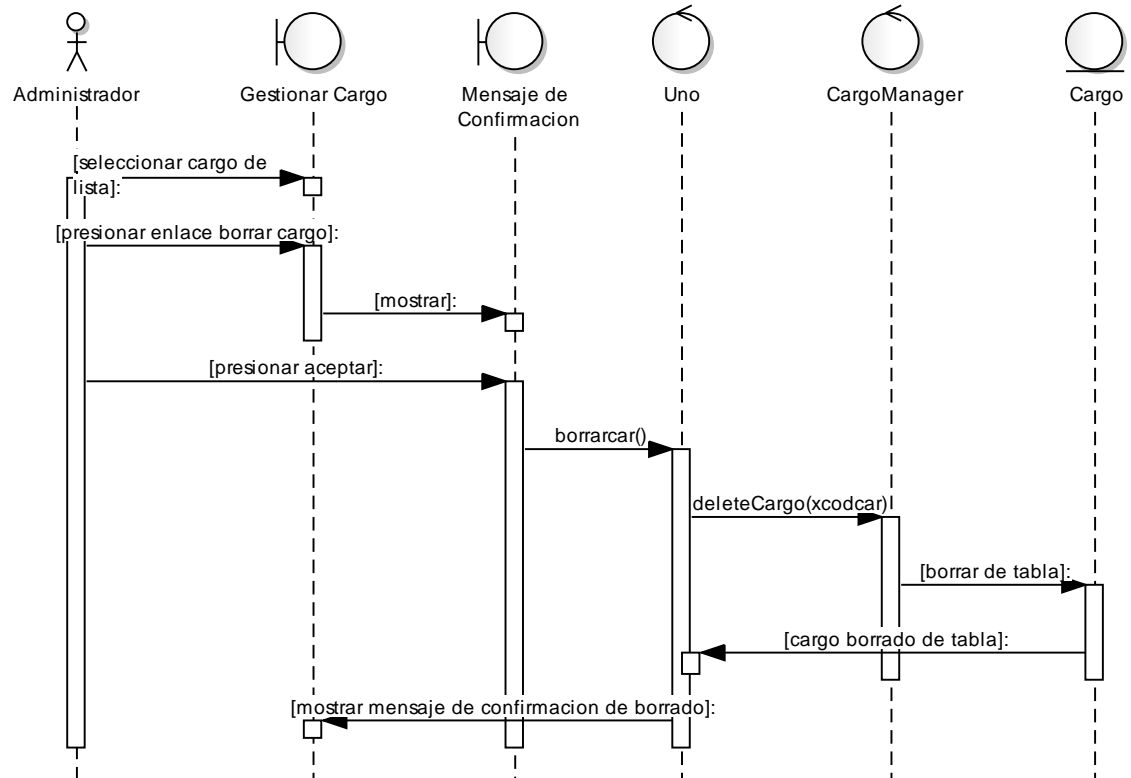 Administrador
Gestionar Cargo
Mensaje de
Confirmacion
Uno
CargoManager
Cargo
[seleccionar cargo de
lista]:
[presionar enlace borrar cargo]:
[mostrar]:
[presionar aceptar]:
borrarcar()
deleteCargo(xcodcar)
[borrar de tabla]:
[cargo borrado de tabla]:
[mostrar mensaje de confirmacion de borrado]: